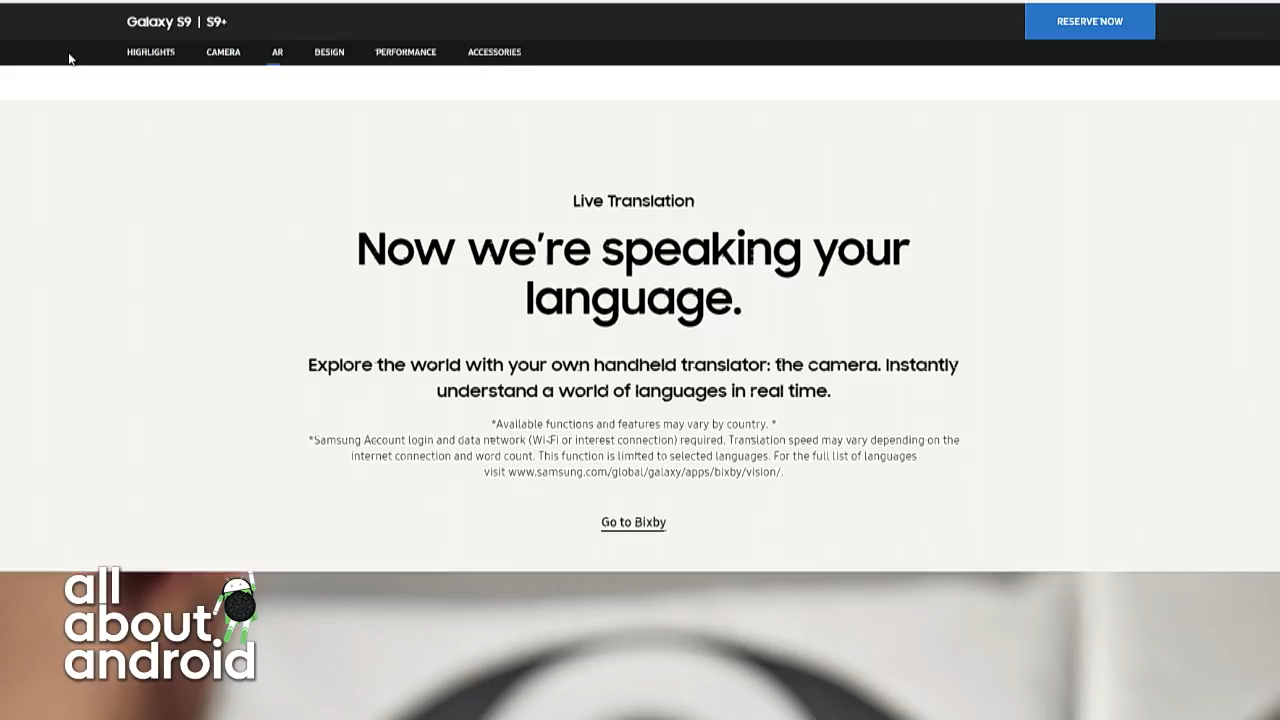 Galaxy S9 | S9+
RESERVE NOW
HIGHLIGHTS CAMERA AR DESIGN PERFORMANCE ACCESSORIES
Live Translation
Now we're speaking your
language.
Explore the world with your own handheld translator: the camera. Instantly
understand a world of languages in real time.
*Available functions and features may vary by country. *
*Samsung Account login and data network (Wi-Fi or interest connection) required. Translation speed may vary depending on the
internet connection and word count. This function is limited to selected languages. For the full list of languages
visit www.samsung.com/global/galaxy/apps/bixby/vision/.
Go to Bixby
all
about
android